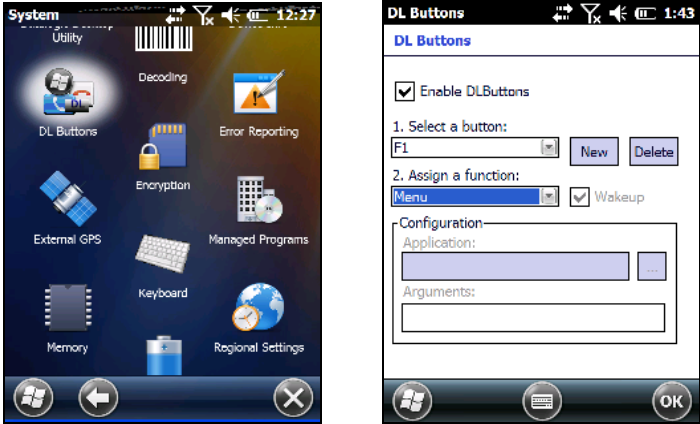 System 12:27
Utility
Decoding
DL
DL Buttons
Error Reporting
Encryption
External GPS
Managed Programs
Keyboard
Memory
Regional Settings
DL Buttons 1:43
DL Buttons
Enable DLButtons
1. Select a button:
F1
New
Delete
2. Assign a function:
Menu
Wakeup
Configuration
Application:
...
Arguments:
OK